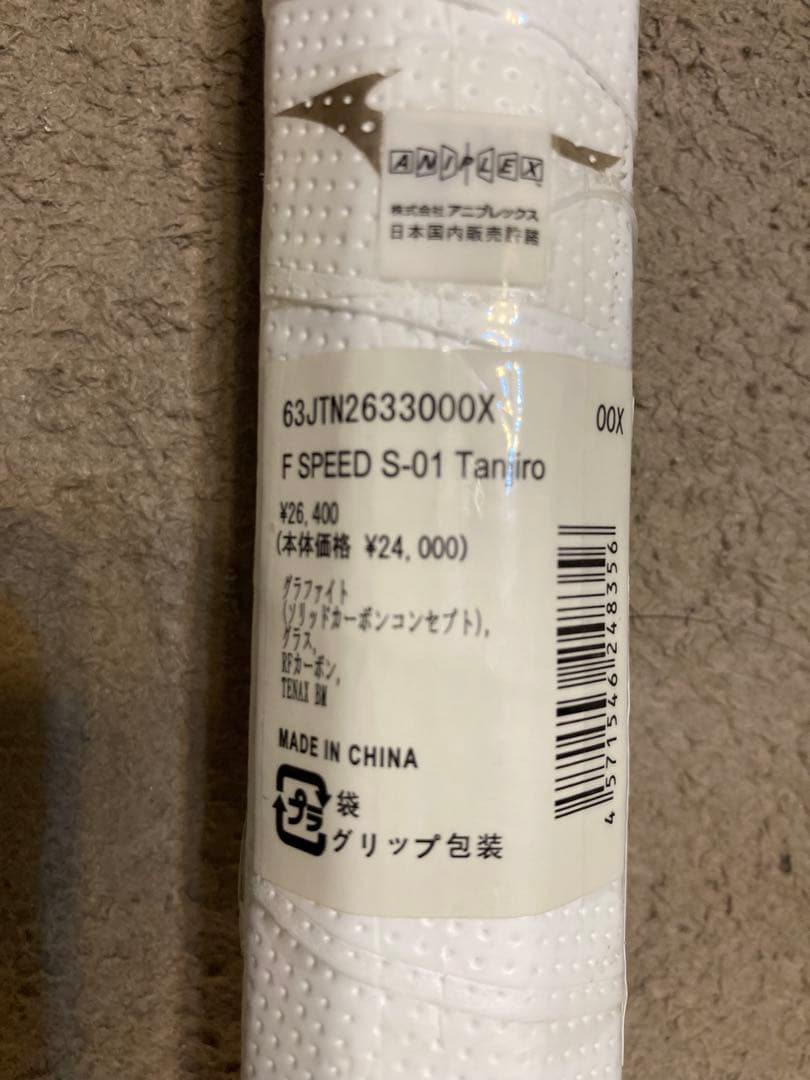 ANIPLEX
株式会社アニプレックス
日本国内販売許諾
63JTN2633000X 00X
F SPEED S-01 Tanjiro
¥26,400
(本体価格 ¥24,000)
グラファイト
(ソリッドカーボンコンセプト),
グラス,
RFカーボン,
TENAX BM
MADE IN CHINA
プラ 袋
グリップ包装
4571546248356